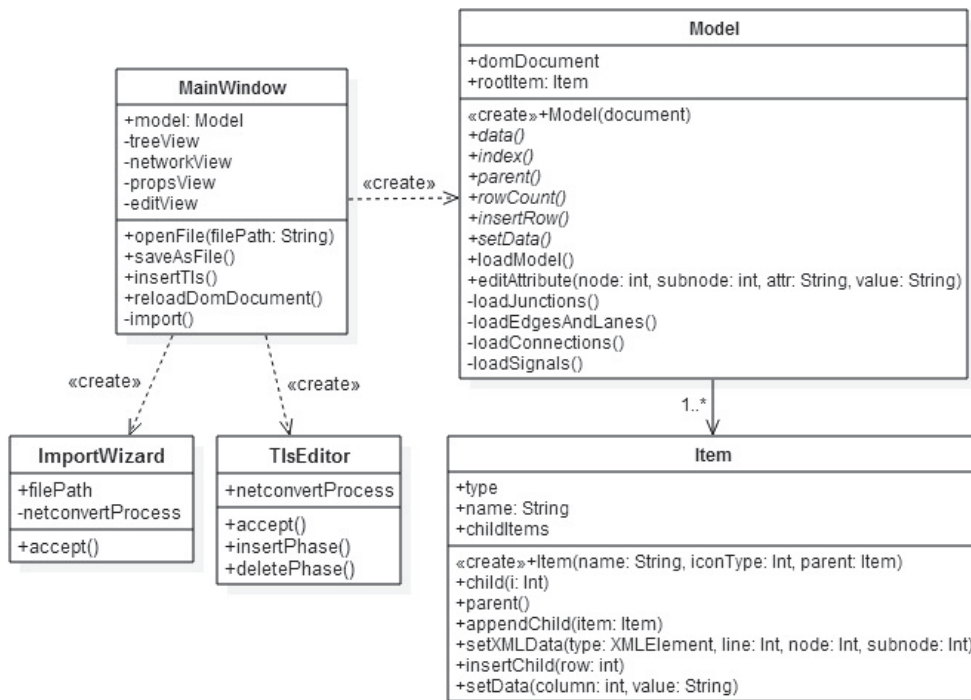 MainWindow
+model: Model
-treeView
-networkView
-propsView
-editView
+openFile(filePath: String)
+saveAsFile()
+insertTls()
+reloadDomDocument()
-import()
«create»
Model
+domDocument
+rootItem: Item
«create»+Model(document)
+data()
+index()
+parent()
+rowCount()
+insertRow()
+setData()
+loadModel()
+editAttribute(node: int, subnode: int, attr: String, value: String)
-loadJunctions()
-loadEdgesAndLanes()
-loadConnections()
-loadSignals()
«create»
«create»
1..*
ImportWizard
+filePath
-netconvertProcess
+accept()
TlsEditor
+netconvertProcess
+accept()
+insertPhase()
+deletePhase()
Item
+type
+name: String
+childItems
«create»+Item(name: String, iconType: Int, parent: Item)
+child(i: Int)
+parent()
+appendChild(item: Item)
+setXMLData(type: XMLElement, line: Int, node: Int, subnode: Int)
+insertChild(row: int)
+setData(column: int, value: String)